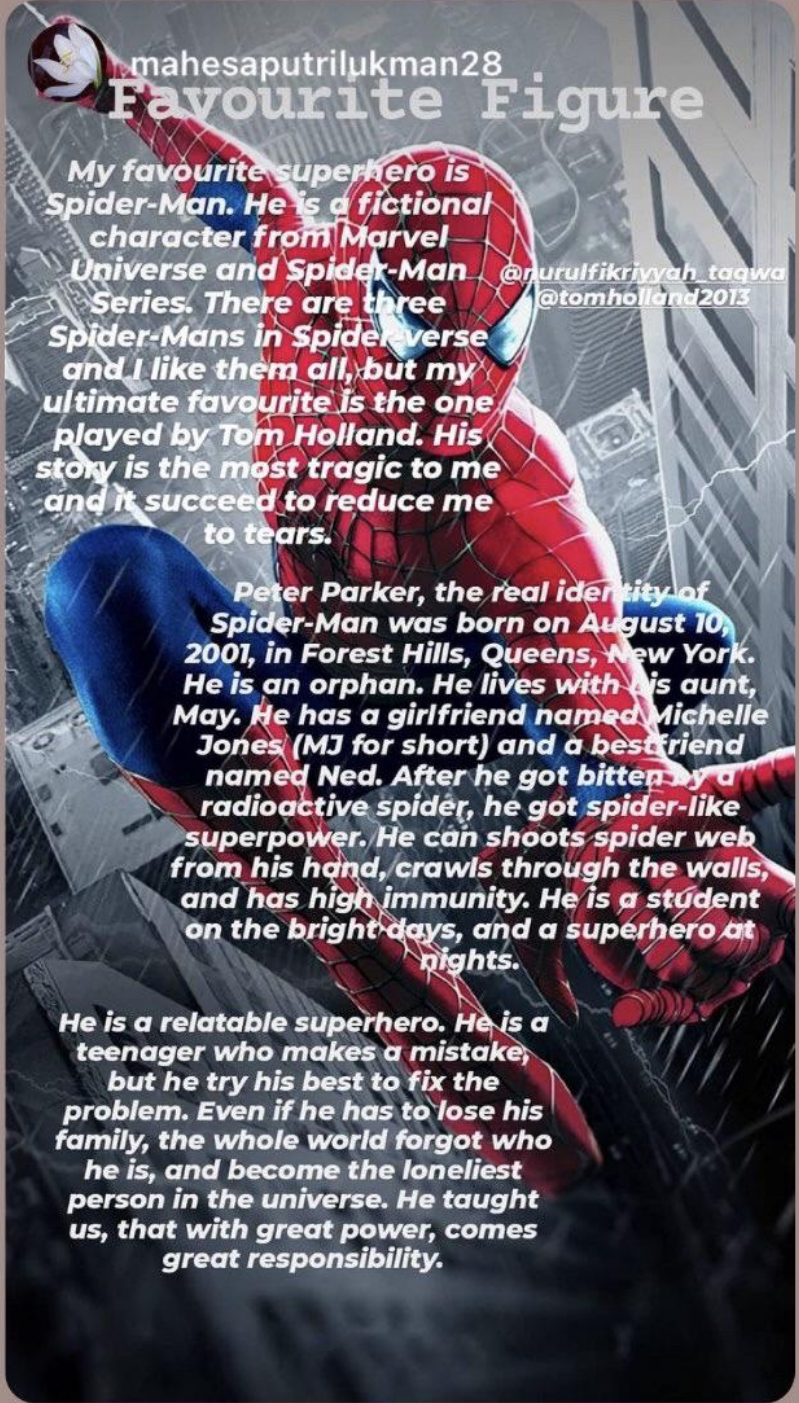 mahesaputrilukman28
Favourite Figure
My favourite superhero is
Spider-Man. He is a fictional
character from Marvel
Universe and Spider-Man
Series. There are three
Spider-Mans in Spider-verse
and I like them all, but my
ultimate favourite is the one
played by Tom Holland. His
story is the most tragic to me
and it succeed to reduce me
to tears.
@nurulfikriyyah_taqwa
@tomholland2013
Peter Parker, the real identity of
Spider-Man was born on August 10,
2001, in Forest Hills, Queens, New York.
He is an orphan. He lives with his aunt,
May. He has a girlfriend named Michelle
Jones (MJ for short) and a bestfriend
named Ned. After he got bitten by a
radioactive spider, he got spider-like
superpower. He can shoots spider web
from his hand, crawls through the walls,
and has high immunity. He is a student
on the bright days, and a superhero at
nights.
He is a relatable superhero. He is a
teenager who makes a mistake,
but he try his best to fix the
problem. Even if he has to lose his
family, the whole world forgot who
he is, and become the loneliest
person in the universe. He taught
us, that with great power, comes
great responsibility.